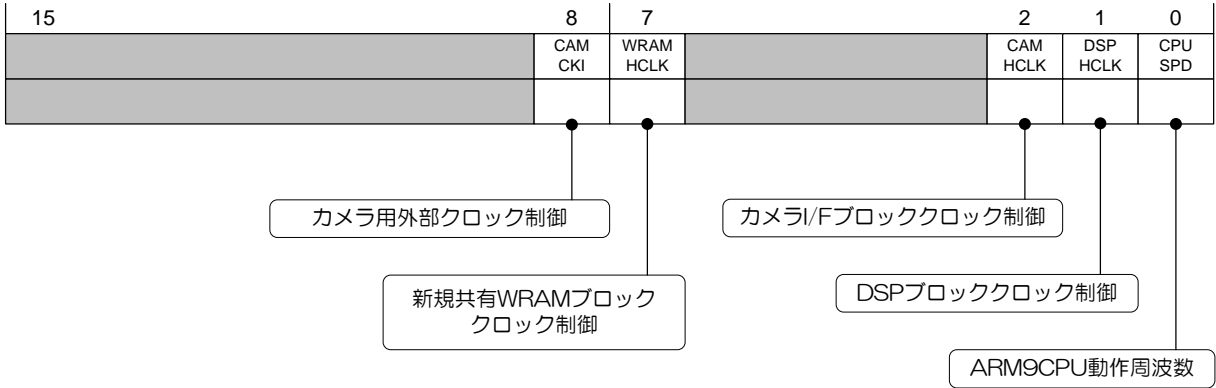 15 8 7 2 1 0
CAM WRAM CAM DSP CPU
CKI HCLK HCLK HCLK SPD
カメラ用外部クロック制御
カメラI/Fブロッククロック制御
新規共有WRAMブロック
クロック制御
DSPブロッククロック制御
ARM9CPU動作周波数